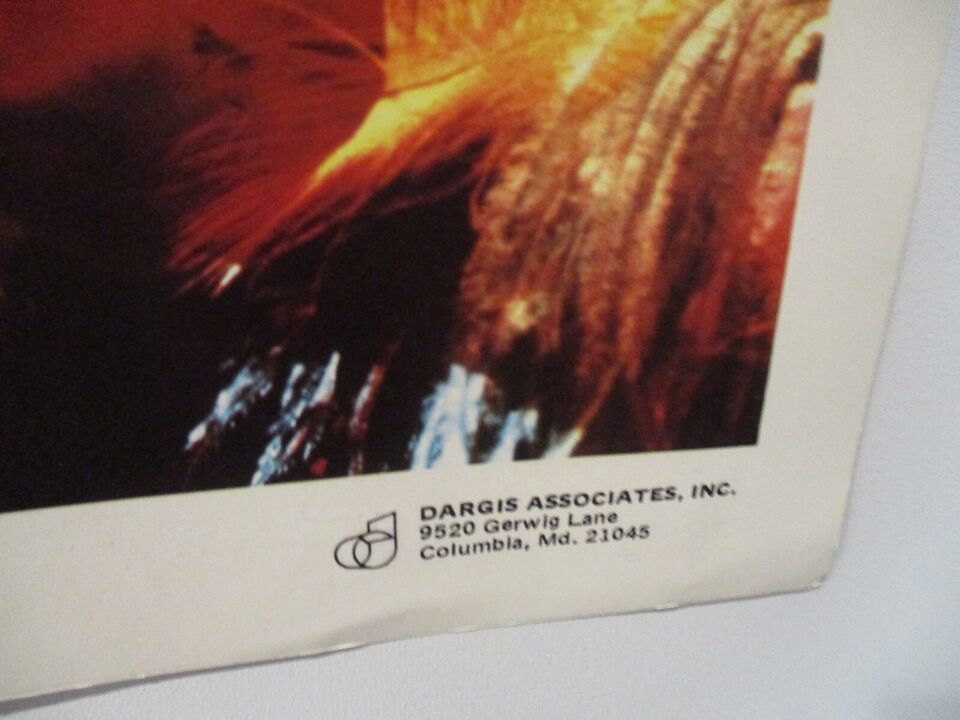 DARGIS ASSOCIATES, INC.
9520 Gerwig Lane
Columbia, Md. 21045